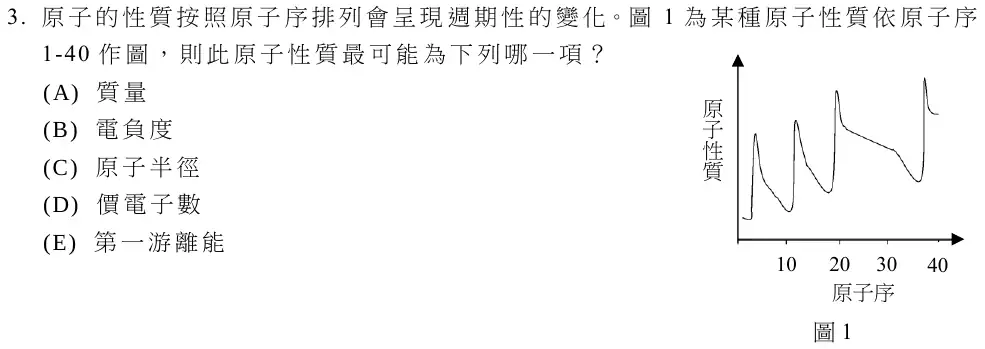 3. 原子的性質按照原子序排列會呈現週期性的變化。圖 1 為某種原子性質依原子序
1-40 作圖，則此原子性質最可能為下列哪一項？
(A) 質量
(B) 電負度
(C) 原子半徑
(D) 價電子數
(E) 第一游離能
原子性質
10 20 30 40
原子序
圖 1